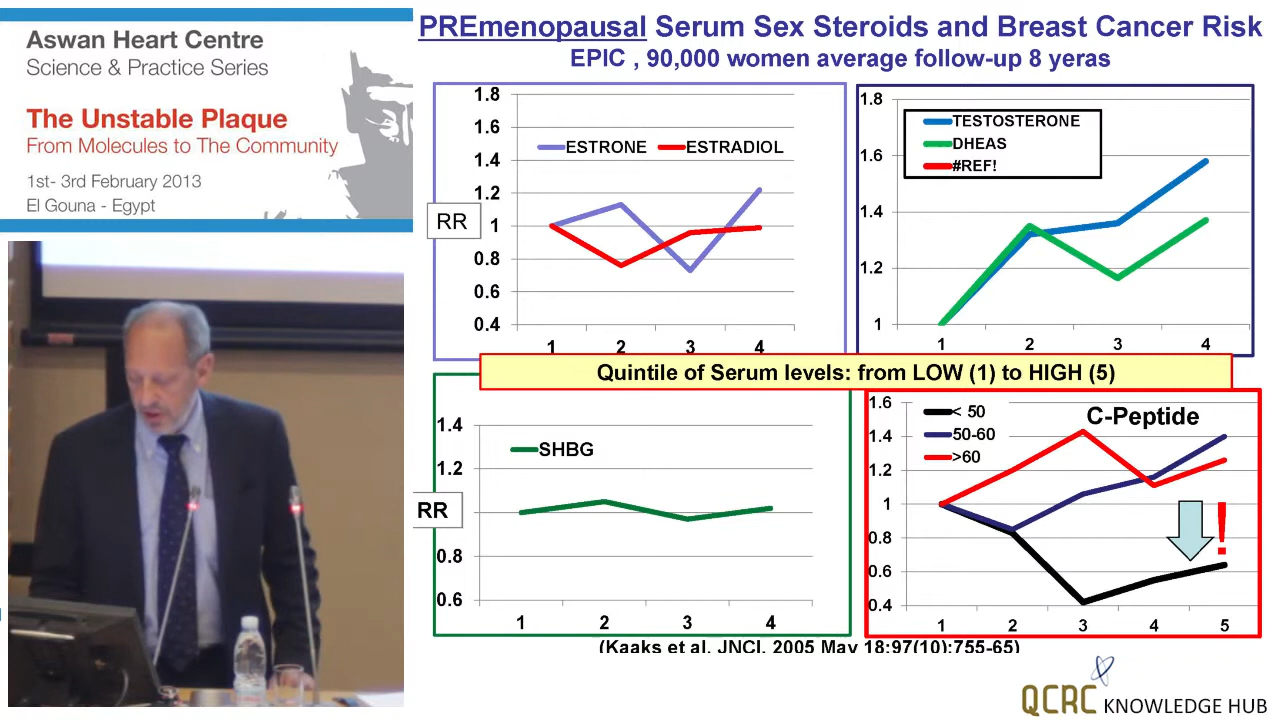 Aswan Heart Centre
Science & Practice Series
The Unstable Plaque
From Molecules to The Community
1st- 3rd February 2013
El Gouna - Egypt
PREmenopausal Serum Sex Steroids and Breast Cancer Risk
EPIC , 90,000 women average follow-up 8 yeras
1.8
1.6
1.4
1.2
1
0.8
0.6
0.4
ESTRONE ESTRADIOL
RR
1 2 3 4
1.8
1.6
1.4
1.2
1
TESTOSTERONE
DHEAS
#REF!
1 2 3 4
Quintile of Serum levels: from LOW (1) to HIGH (5)
1.4
1.2
0.8
0.6
SHBG
RR
1 2 3 4
1.6
1.4
1.2
1
0.8
0.6
0.4
< 50
50-60
>60
C-Peptide
!
1 2 3 4 5
(Kaaks et al. JNCI. 2005 May 18;97(10):755-65)
QCRC KNOWLEDGE HUB